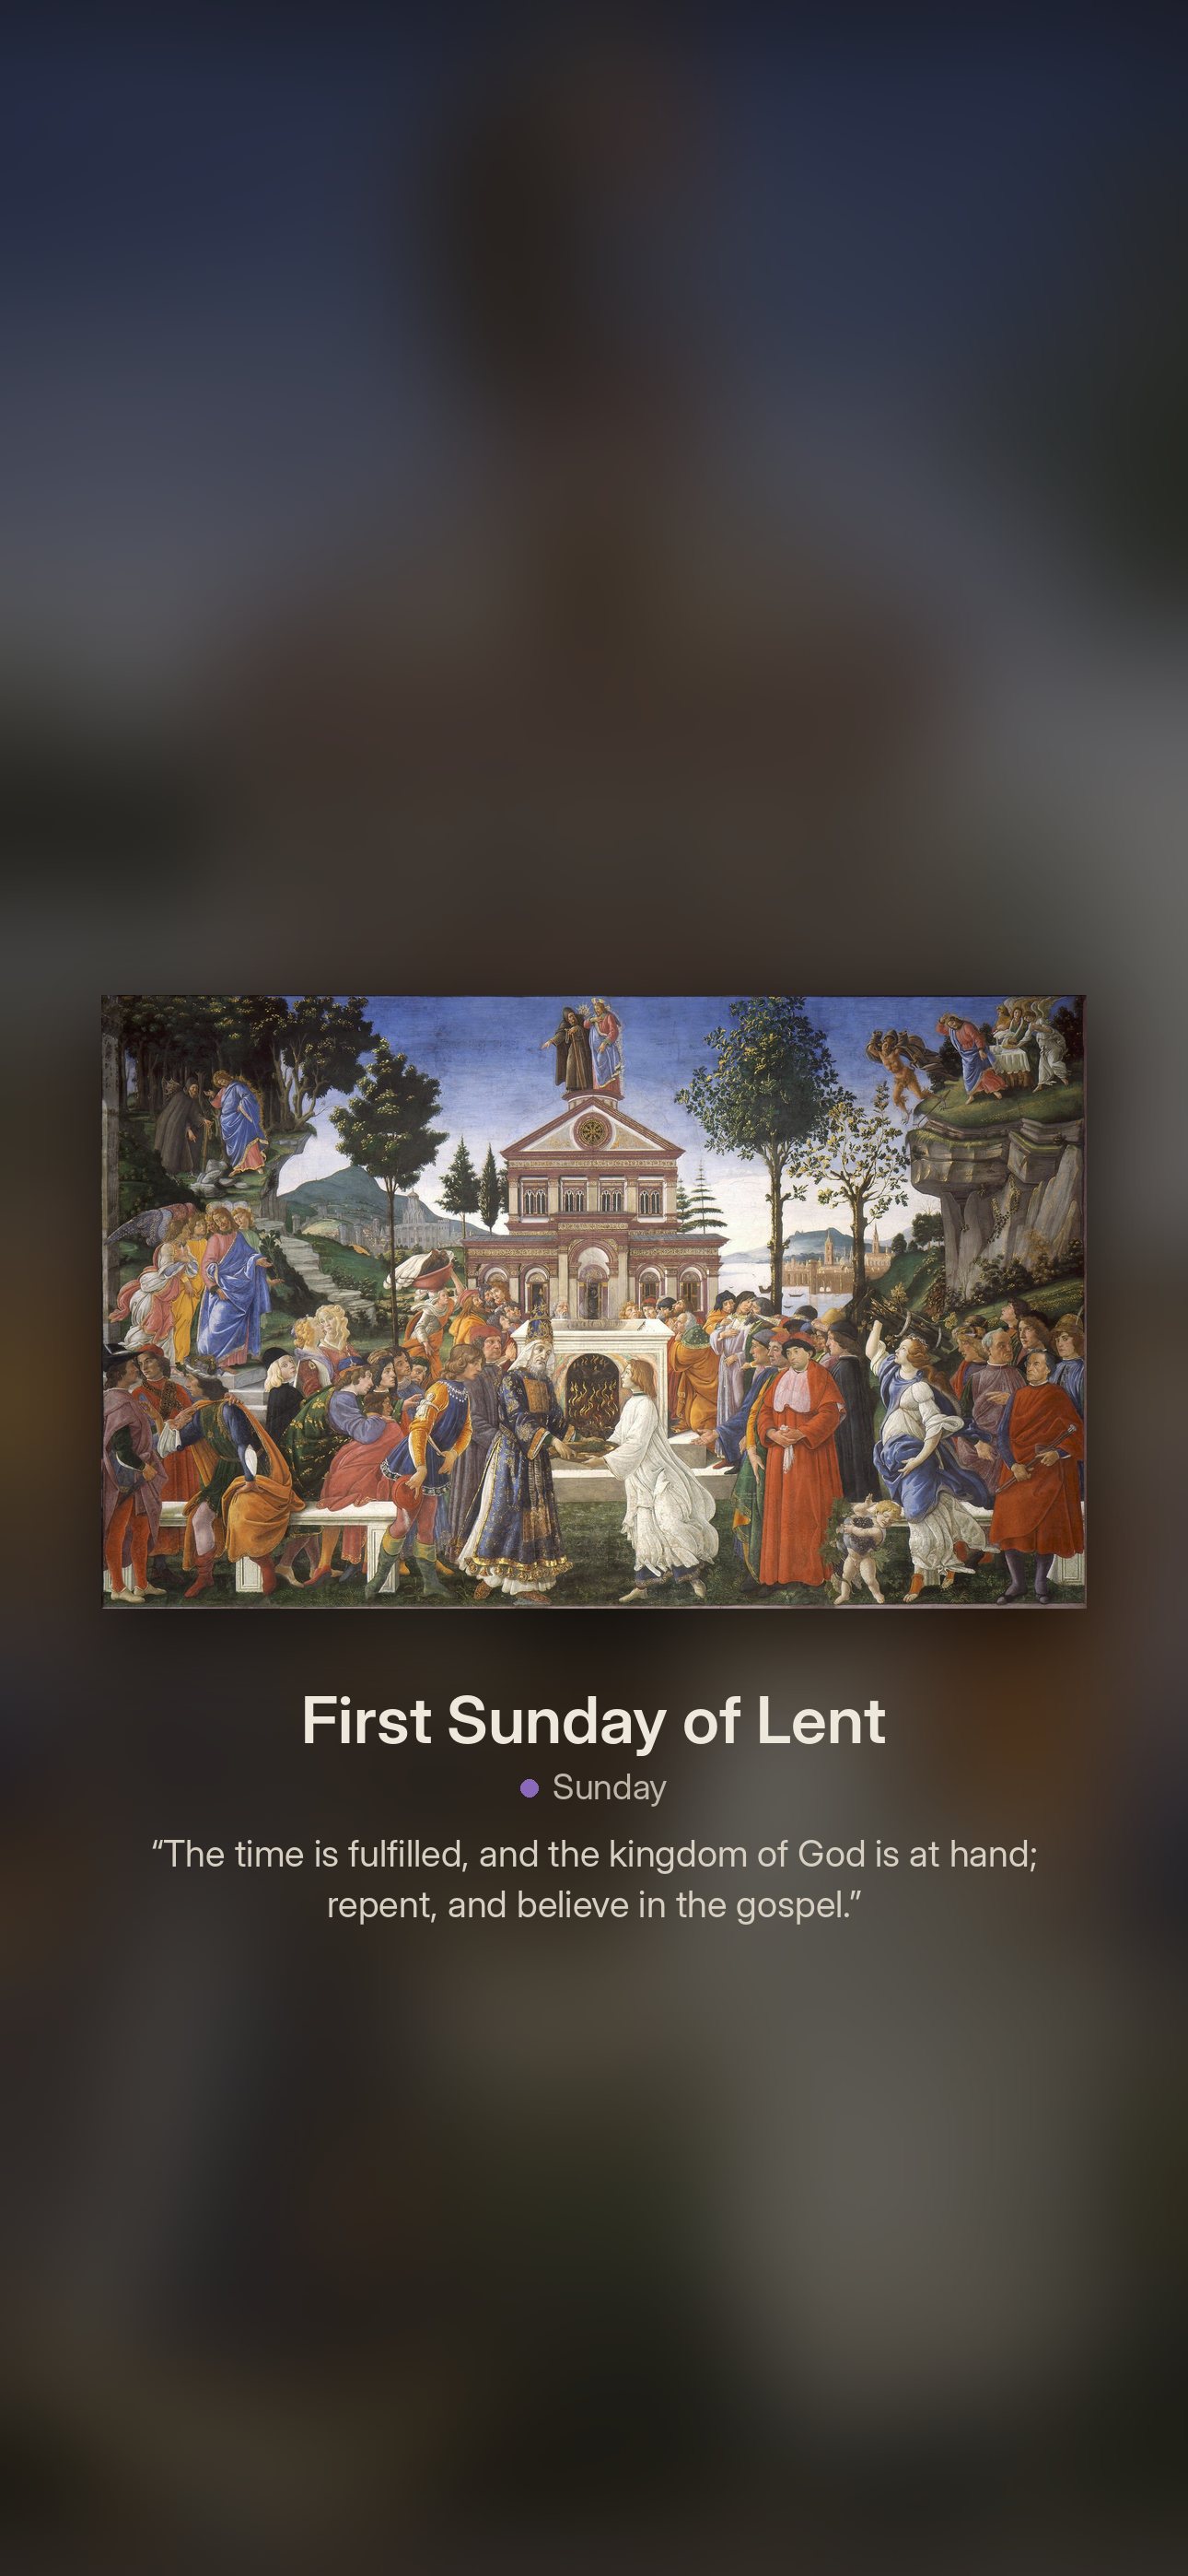 First Sunday of Lent
Sunday
“The time is fulfilled, and the kingdom of God is at hand;
repent, and believe in the gospel.”